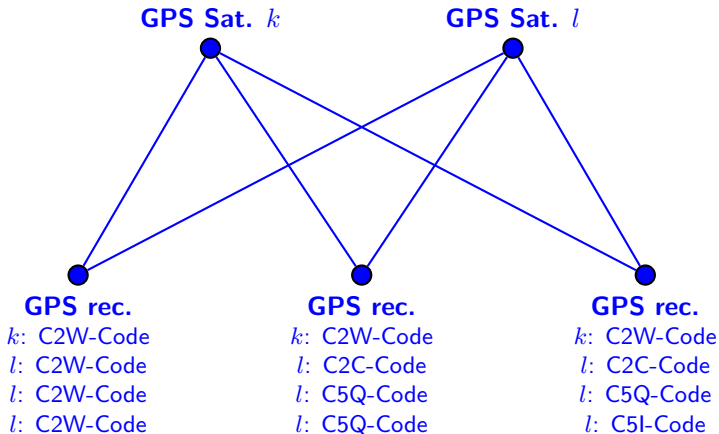 GPS Sat. k
GPS Sat. l
GPS rec.
k: C2W-Code
l: C2W-Code
l: C2W-Code
l: C2W-Code
GPS rec.
k: C2W-Code
l: C2C-Code
l: C5Q-Code
l: C5Q-Code
GPS rec.
k: C2W-Code
l: C2C-Code
l: C5Q-Code
l: C5I-Code